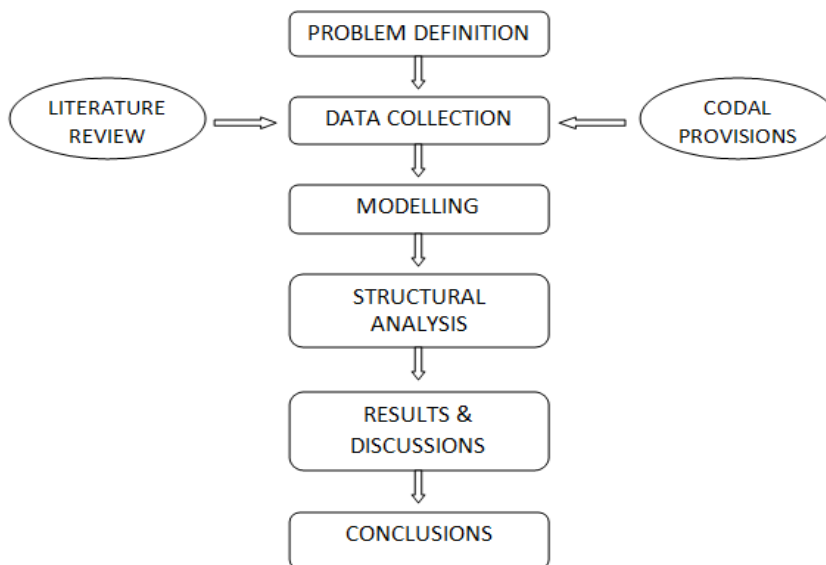 PROBLEM DEFINITION
LITERATURE
REVIEW
DATA COLLECTION
CODAL
PROVISIONS
MODELLING
STRUCTURAL
ANALYSIS
RESULTS &
DISCUSSIONS
CONCLUSIONS